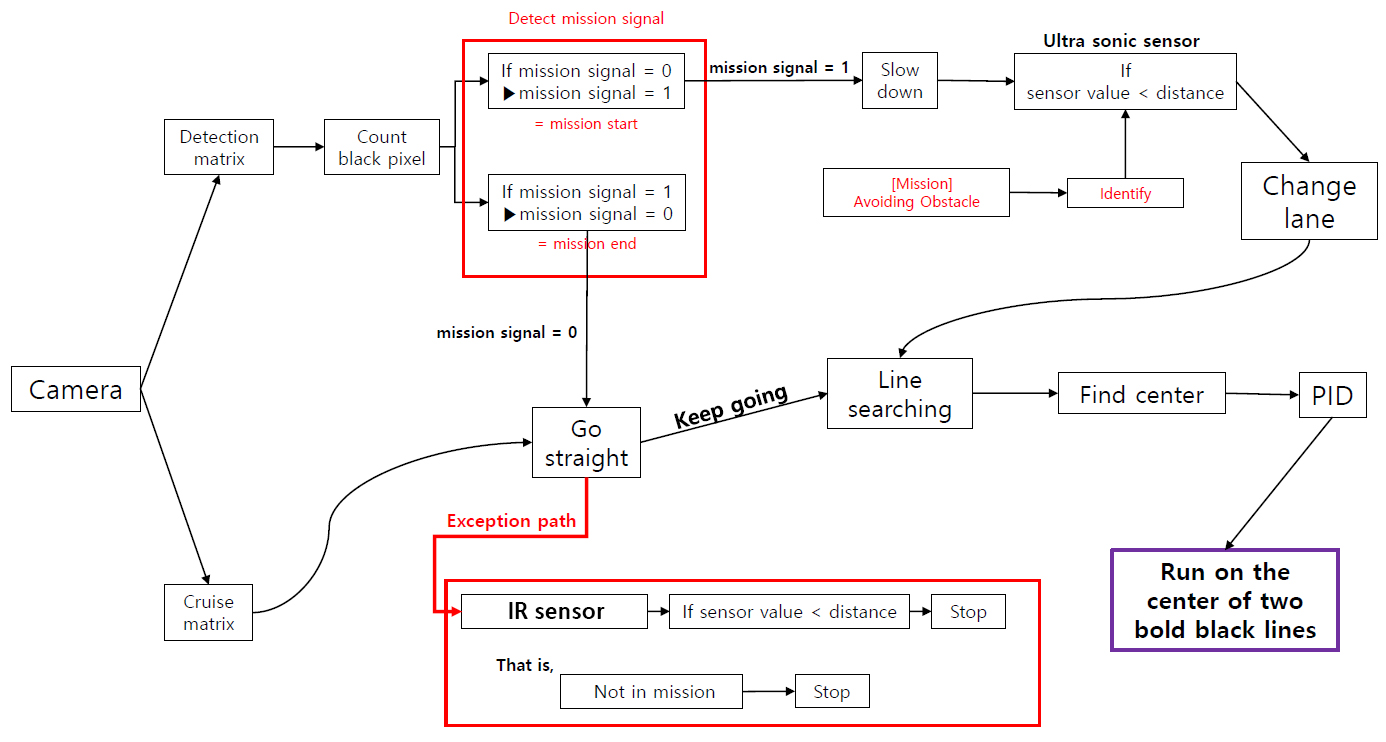 Detect mission signal
If mission signal = 0
▶mission signal = 1
= mission start
If mission signal = 1
▶mission signal = 0
= mission end
mission signal = 1
Slow
down
Ultra sonic sensor
If
sensor value < distance
[Mission]
Avoiding Obstacle
Identify
Change
lane
Detection
matrix
Count
black pixel
mission signal = 0
Camera
Go
straight
Keep going
Line
searching
Find center
PID
Run on the
center of two
bold black lines
Cruise
matrix
Exception path
IR sensor
If sensor value < distance
Stop
That is,
Not in mission
Stop